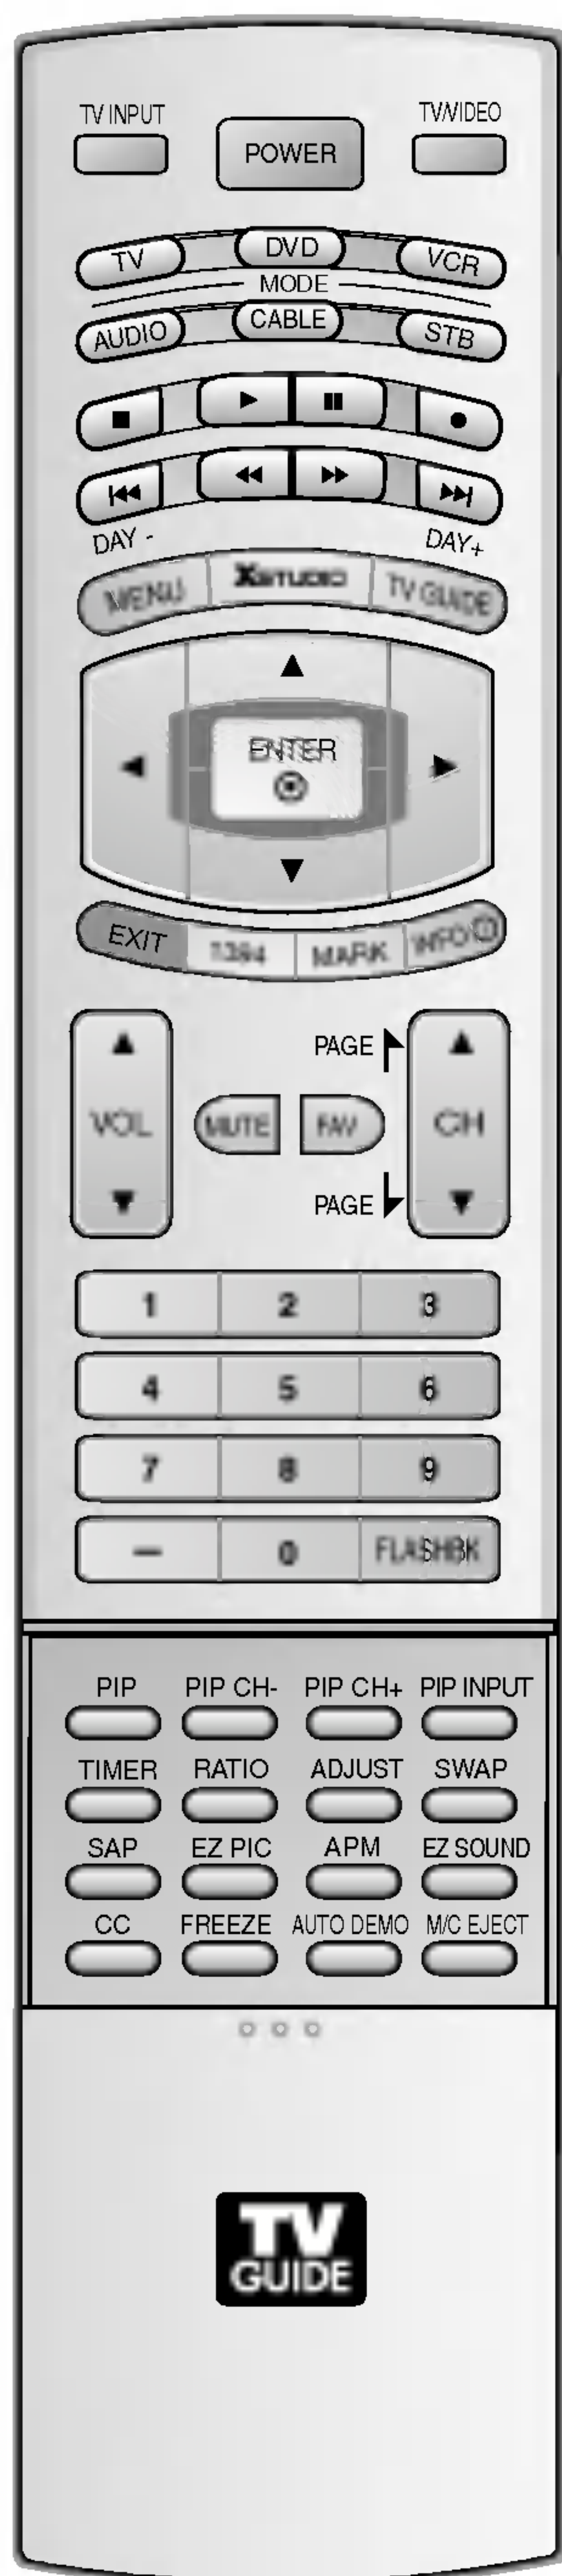 TV INPUT POWER TV/VIDEO
TV DVD VCR
MODE
AUDIO CABLE STB
DAY - DAY+
MENU XSTUDIO TV GUIDE
ENTER
EXIT 1394 MARK INFO i
PAGE
VOL MUTE FAV CH
PAGE
1 2 3
4 5 6
7 8 9
— 0 FLASHBK
PIP PIP CH- PIP CH+ PIP INPUT
TIMER RATIO ADJUST SWAP
SAP EZ PIC APM EZ SOUND
CC FREEZE AUTO DEMO M/C EJECT
TV
GUIDE